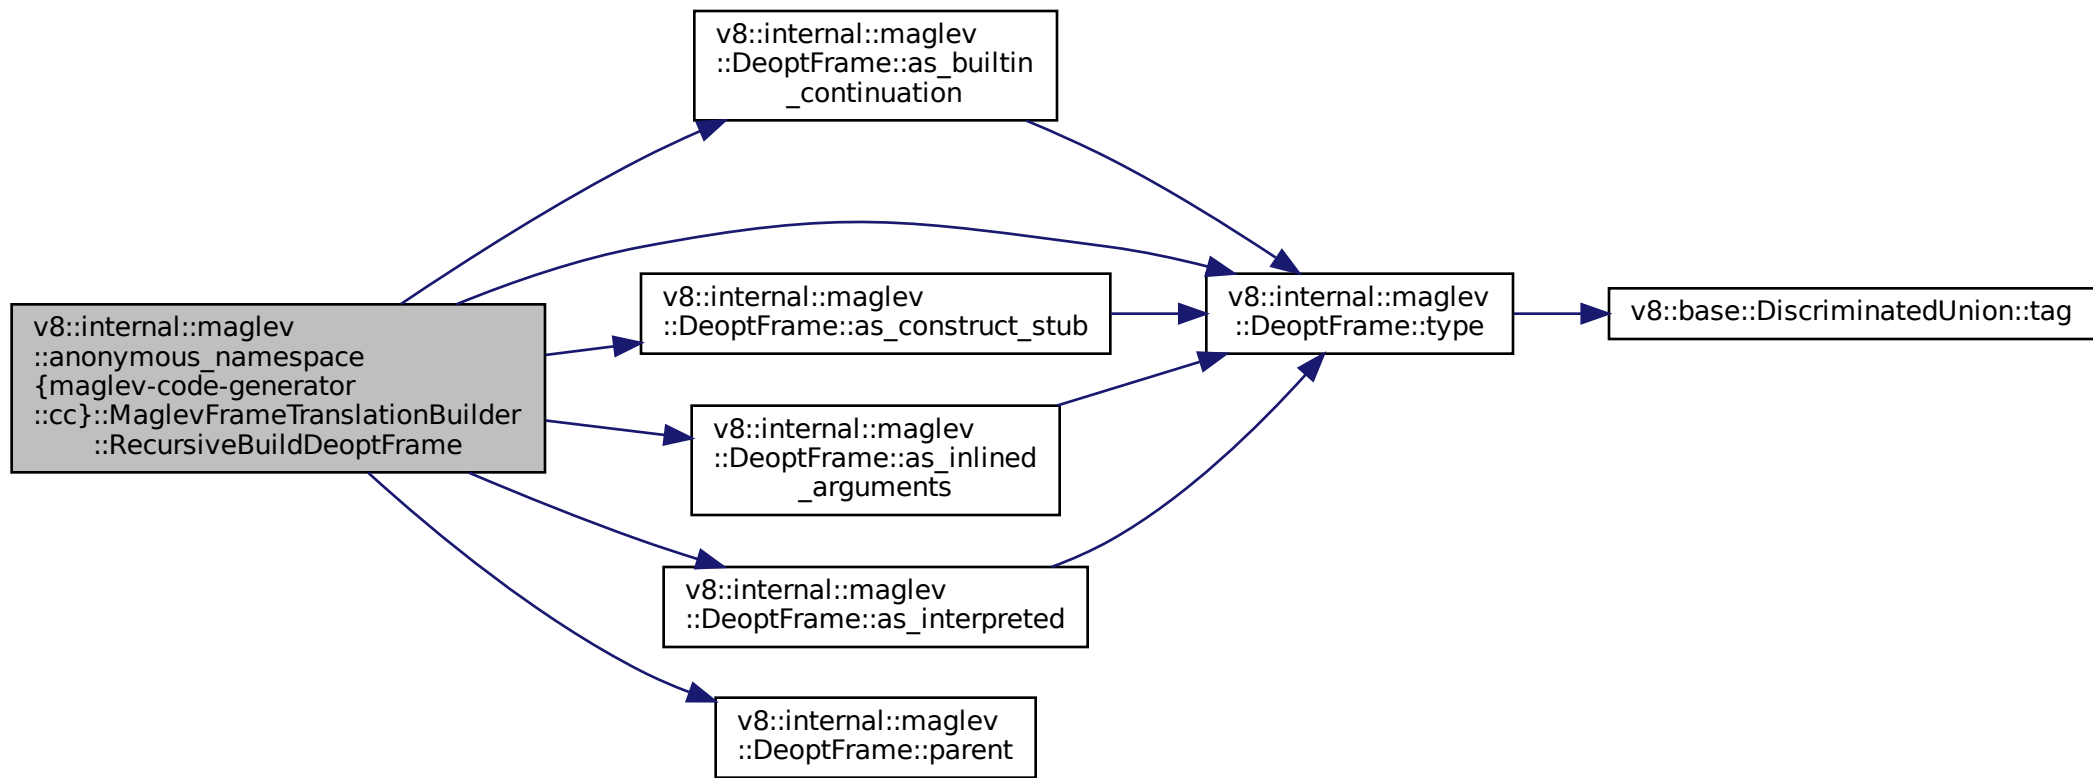 v8::internal::maglev
::DeoptFrame::as_builtin
_continuation
v8::internal::maglev
::anonymous_namespace
{maglev-code-generator
::cc}::MaglevFrameTranslationBuilder
::RecursiveBuildDeoptFrame
v8::internal::maglev
::DeoptFrame::as_construct_stub
v8::internal::maglev
::DeoptFrame::type
v8::base::DiscriminatedUnion::tag
v8::internal::maglev
::DeoptFrame::as_inlined
_arguments
v8::internal::maglev
::DeoptFrame::as_interpreted
v8::internal::maglev
::DeoptFrame::parent